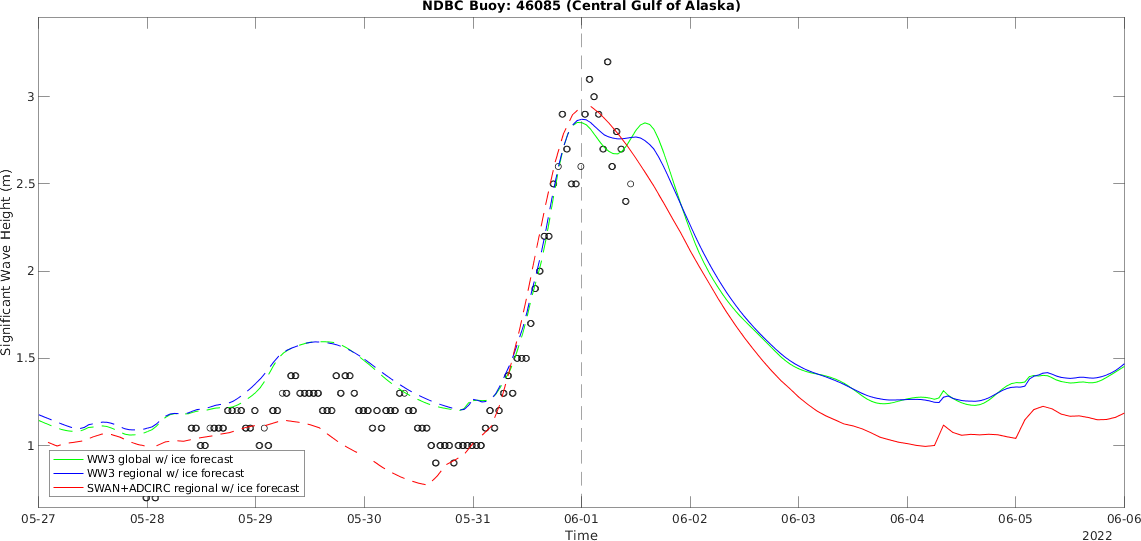 NDBC Buoy: 46085 (Central Gulf of Alaska)
Significant Wave Height (m)
3
2.5
2
1.5
1
WW3 global w/ ice forecast
WW3 regional w/ ice forecast
SWAN+ADCIRC regional w/ ice forecast
05-27 05-28 05-29 05-30 05-31 06-01 06-02 06-03 06-04 06-05 06-06
Time
2022